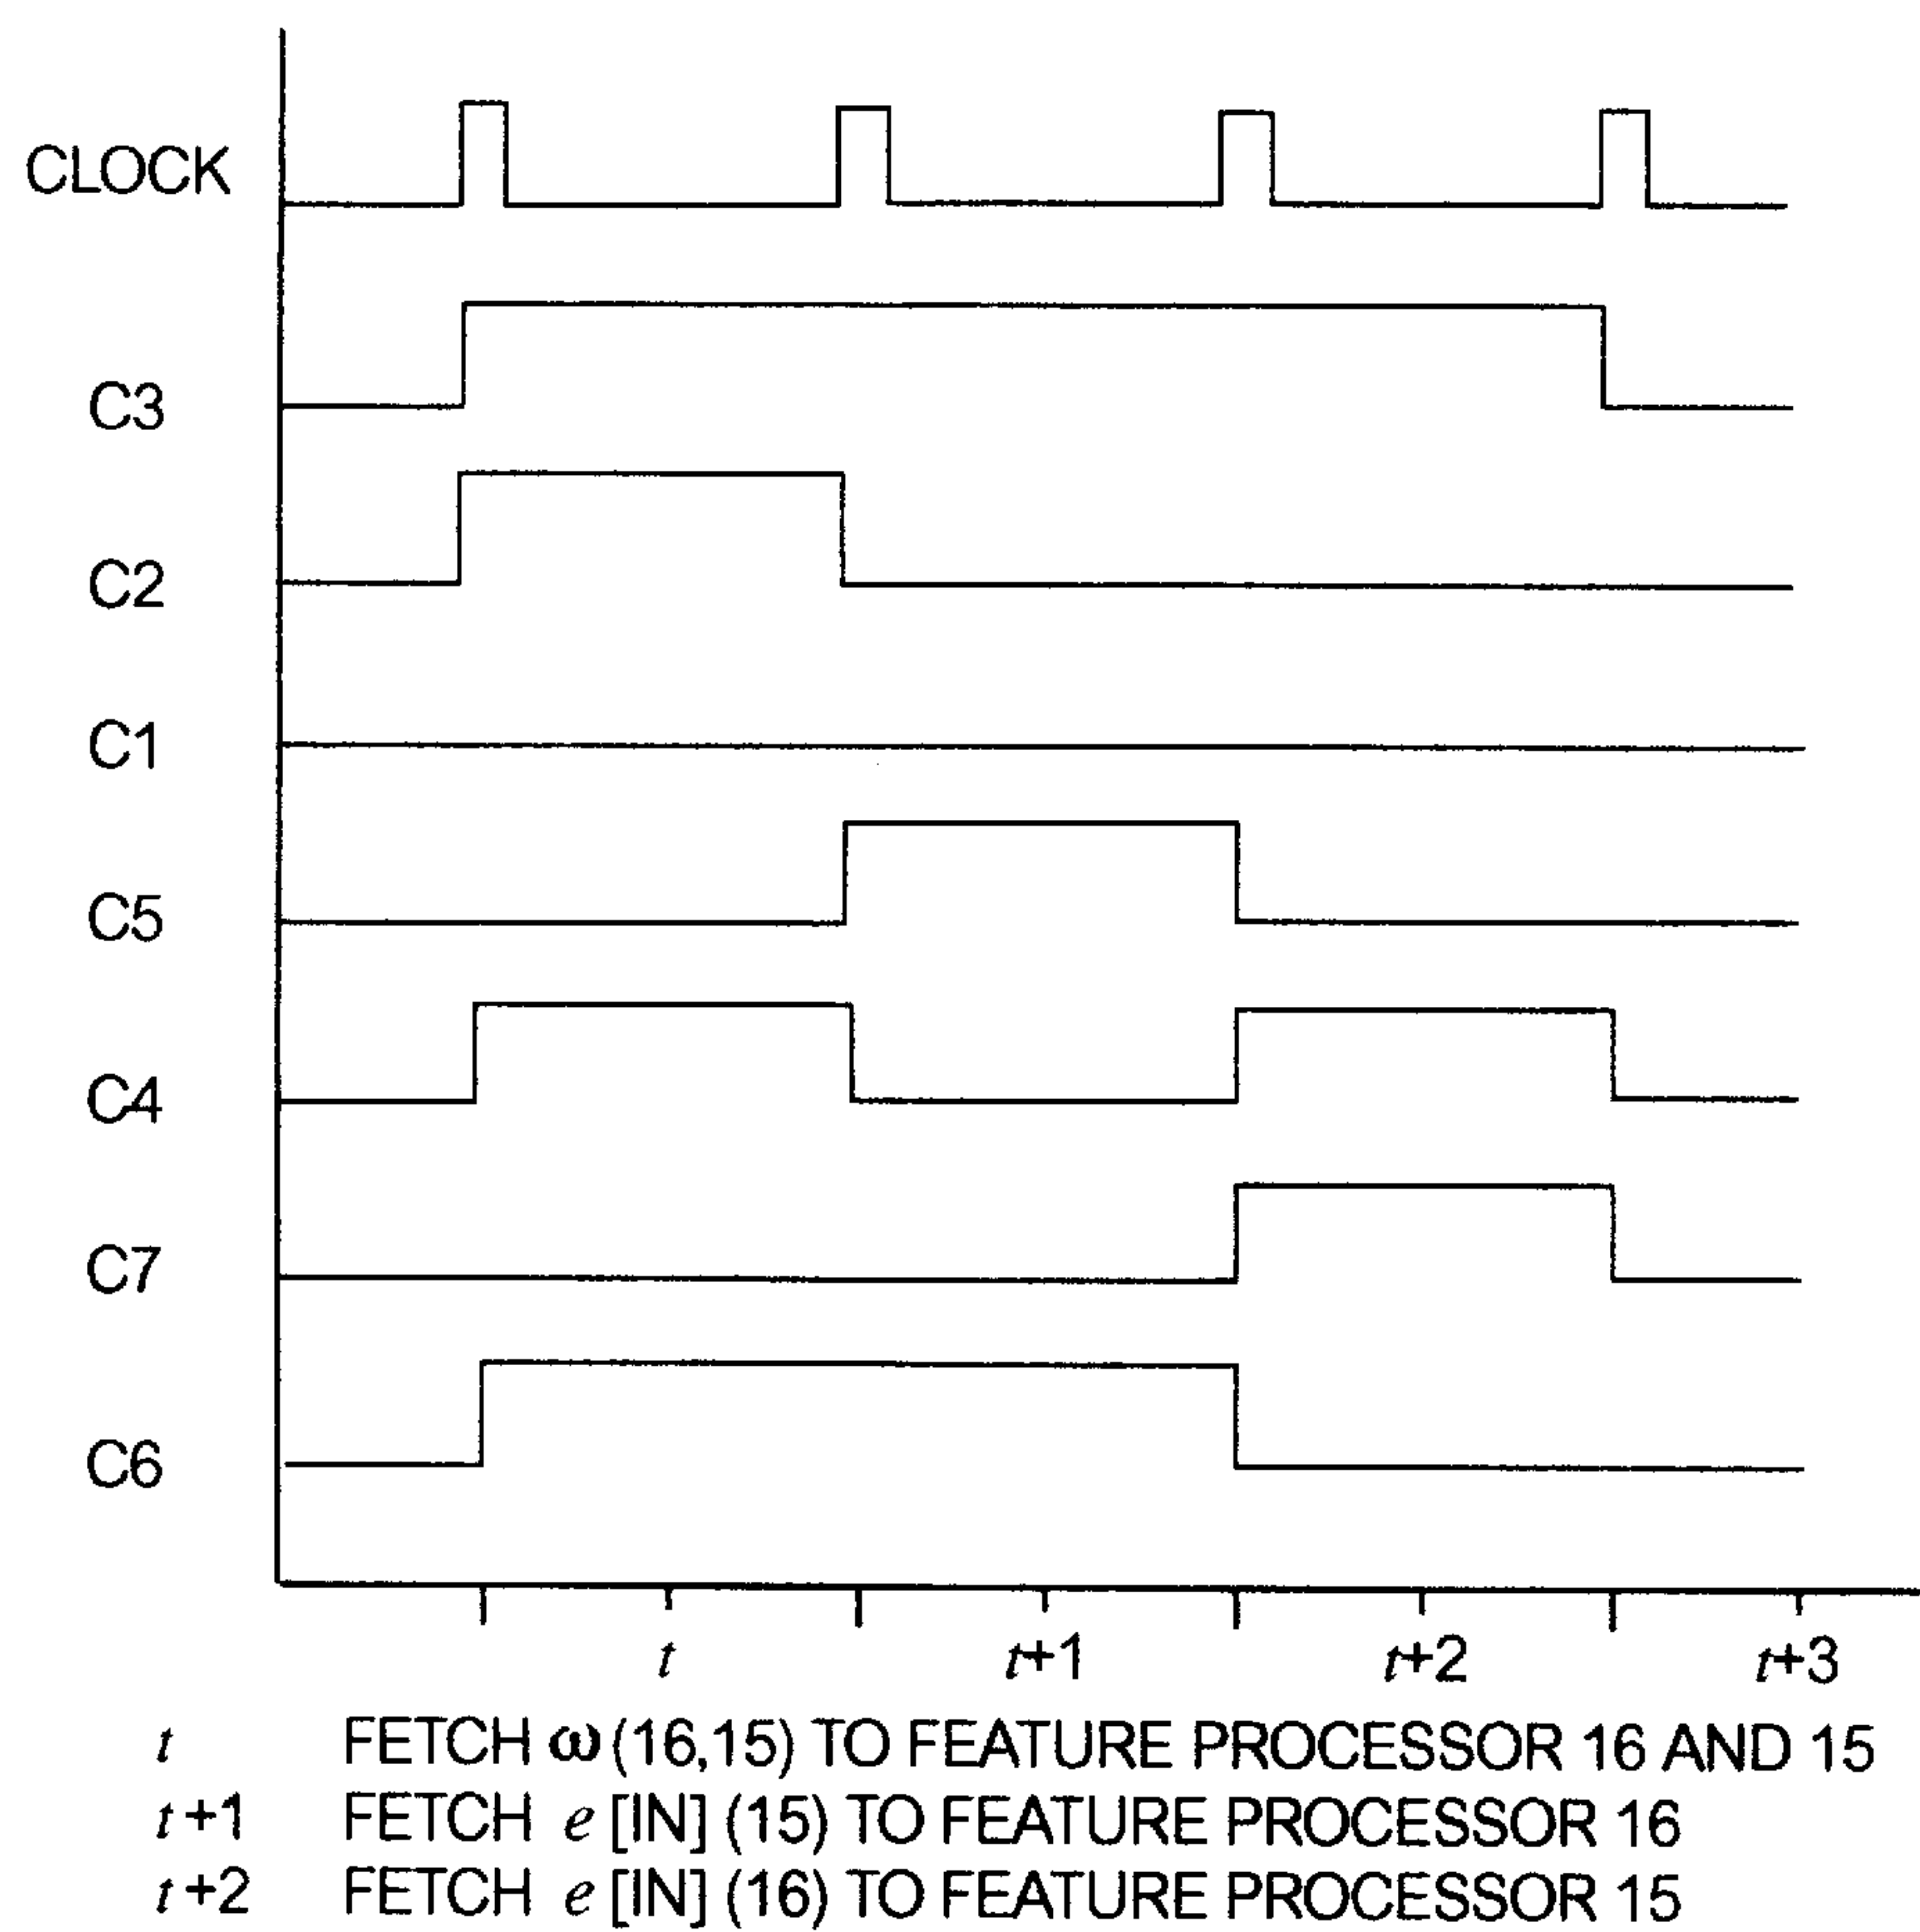 CLOCK
C3
C2
C1
C5
C4
C7
C6
t t+1 t+2 t+3
t FETCH ω(16,15) TO FEATURE PROCESSOR 16 AND 15
t+1 FETCH e[IN](15) TO FEATURE PROCESSOR 16
t+2 FETCH e[IN](16) TO FEATURE PROCESSOR 15